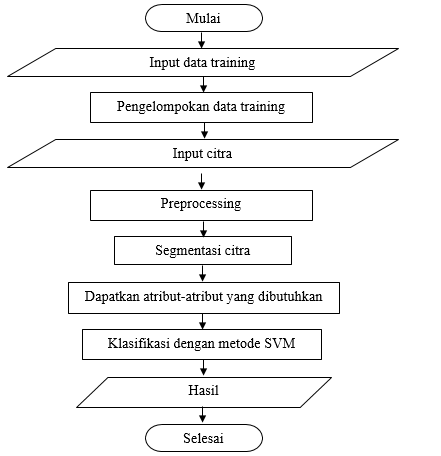 Mulai
Input data training
Pengelompokan data training
Input citra
Preprocessing
Segmentasi citra
Dapatkan atribut-atribut yang dibutuhkan
Klasifikasi dengan metode SVM
Hasil
Selesai